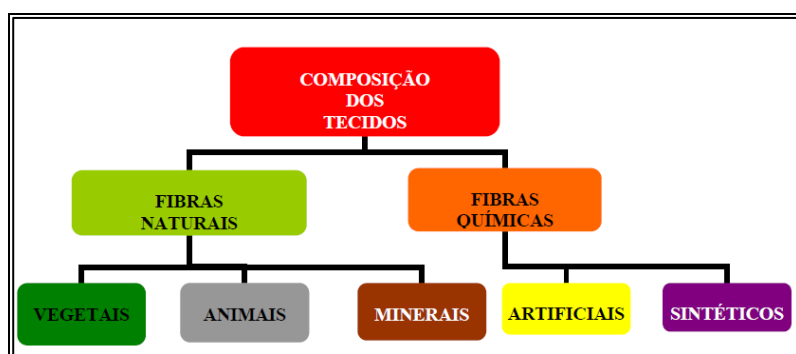 COMPOSIÇÃO
DOS
TECIDOS
FIBRAS
NATURAIS
FIBRAS
QUÍMICAS
VEGETAIS
ANIMAIS
MINERAIS
ARTIFICIAIS
SINTÉTICOS